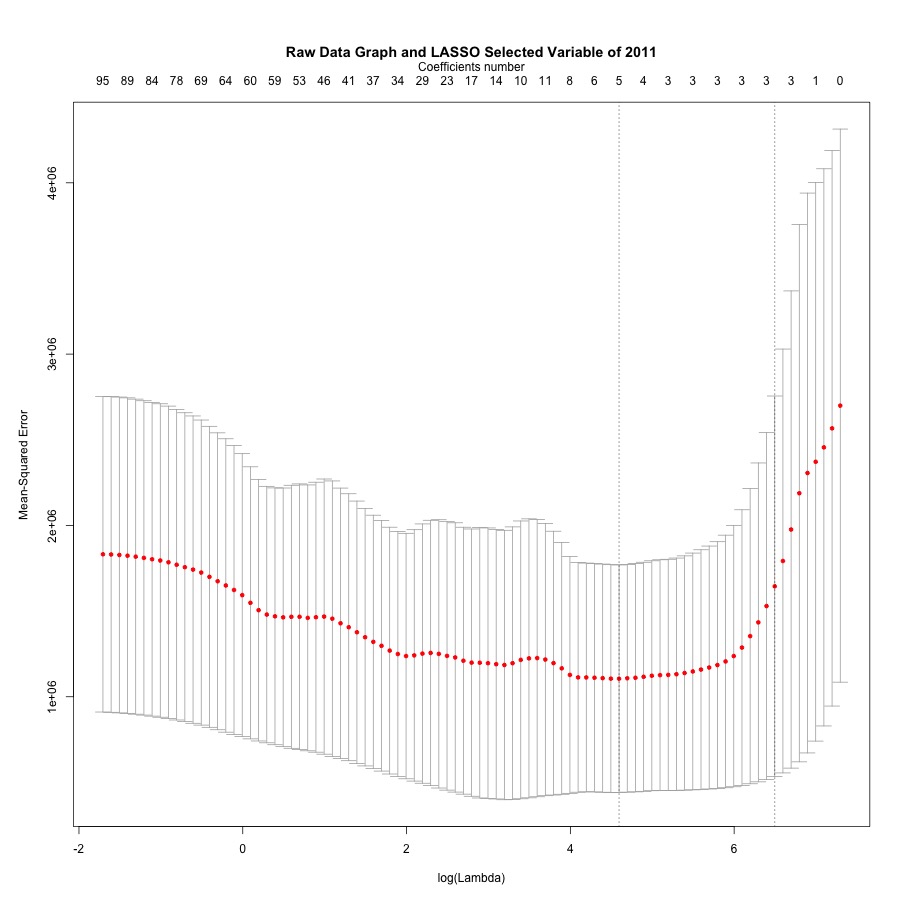 Raw Data Graph and LASSO Selected Variable of 2011
Coefficients number
95 89 84 78 69 64 60 59 53 46 41 37 34 29 23 17 14 10 11 8 6 5 4 3 3 3 3 3 3 1 0
4e+06
3e+06
2e+06
1e+06
Mean-Squared Error
-2 0 2 4 6
log(Lambda)